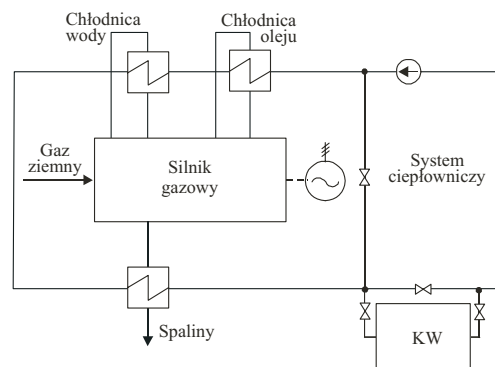 Chłodnica
wody
Chłodnica
oleju
Gaz
ziemny
Silnik
gazowy
System
ciepłowniczy
Spaliny
KW